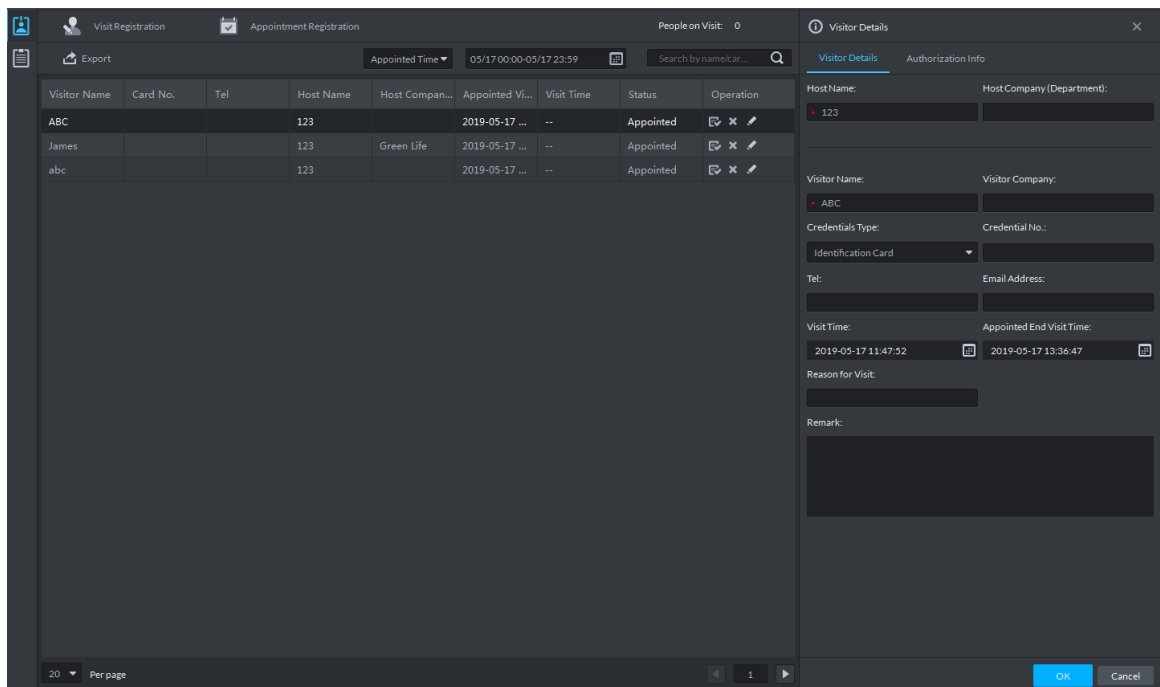 Visit Registration Appointment Registration People on Visit: 0
Export Appointed Time 05/17 00:00-05/17 23:59 Search by name/car...
Visitor Name Card No. Tel Host Name Host Compan... Appointed Vi... Visit Time Status Operation
ABC 123 2019-05-17 ... -- Appointed
James 123 Green Life 2019-05-17 ... -- Appointed
abc 123 2019-05-17 ... -- Appointed
20 Per page 1
Visitor Details
Visitor Details Authorization Info
Host Name: Host Company (Department):
* 123
Visitor Name: Visitor Company:
* ABC
Credentials Type: Credential No.:
Identification Card
Tel: Email Address:
Visit Time: Appointed End Visit Time:
2019-05-17 11:47:52 2019-05-17 13:36:47
Reason for Visit:
Remark:
OK Cancel